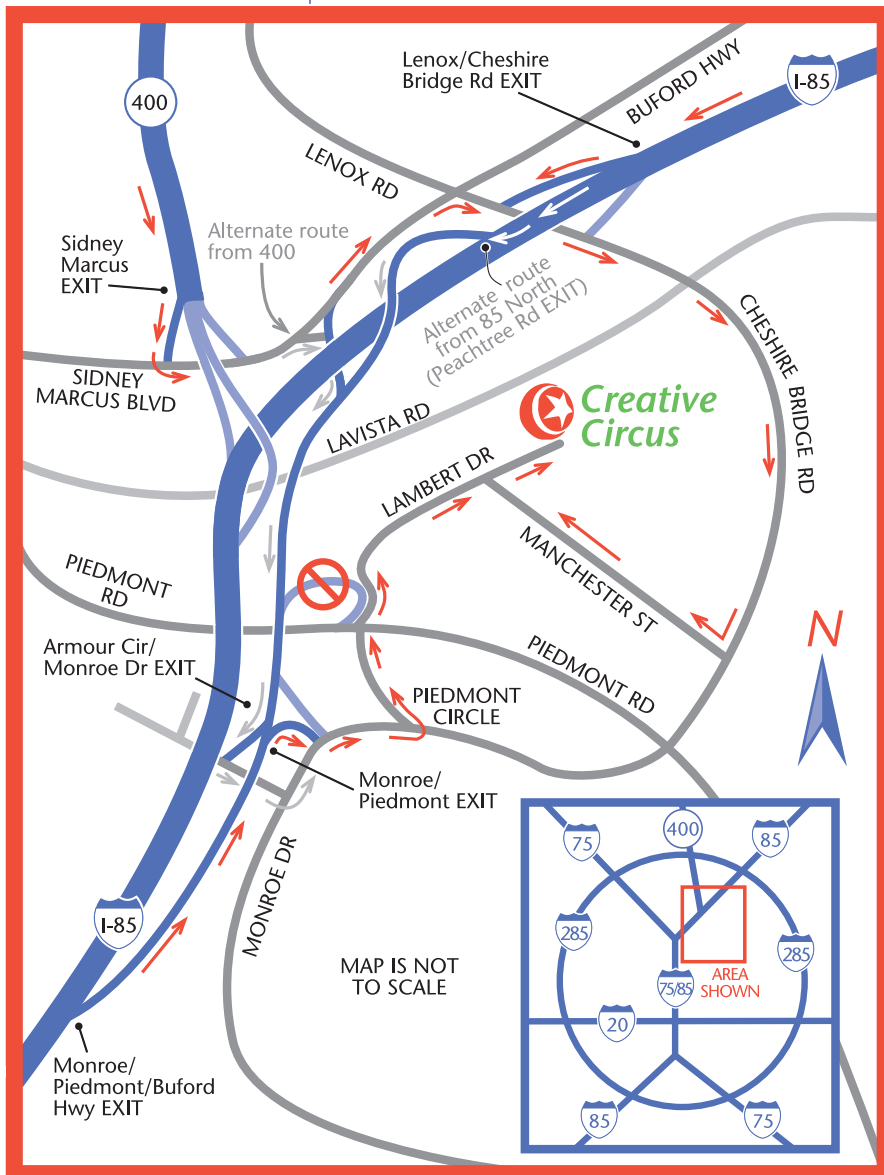 Lenox/Cheshire
Bridge Rd EXIT
I-85
BUFORD HWY
400
LENOX RD
Sidney
Marcus
EXIT
Alternate route
from 400
Alternate route
from 85 North
(Peachtree Rd EXIT)
CHESHIRE BRIDGE RD
SIDNEY
MARCUS BLVD
LAVISTA RD
Creative
Circus
LAMBERT DR
MANCHESTER ST
PIEDMONT
RD
Armour Cir/
Monroe Dr EXIT
PIEDMONT RD
PIEDMONT
CIRCLE
N
Monroe/
Piedmont EXIT
MONROE DR
I-85
MAP IS NOT
TO SCALE
Monroe/
Piedmont/Buford
Hwy EXIT
75
400
85
285
285
75/85
AREA
SHOWN
20
85
75